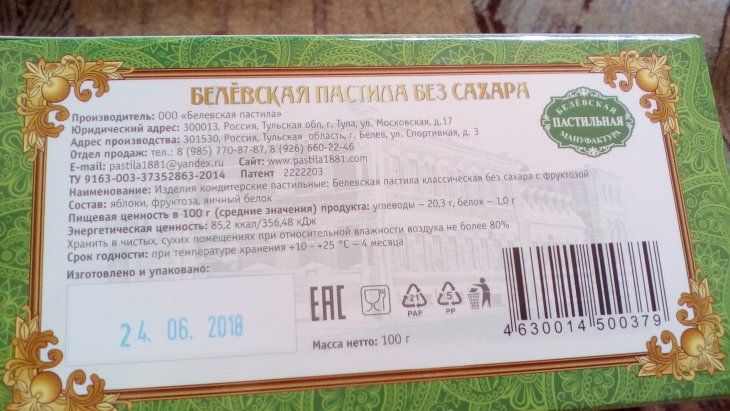 БЕЛЁВСКАЯ ПАСТИЛА БЕЗ САХАРА
БЕЛЁВСКАЯ
ПАСТИЛЬНАЯ
МАНУФАКТУРА
Производитель: ООО «Белевская пастила»
Юридический адрес: 300013, Россия, Тульская обл, г. Тула, ул. Московская, д.17
Адрес производства: 301530, Россия, Тульская область, г. Белев, ул. Спортивная, д. 3
Отдел продаж: тел.: 8 (985) 770-87-87, 8 (926) 660-22-46
E-mail: pastila1881@yandex.ru Сайт: www.pastila1881.com
ТУ 9163-003-37352863-2014 Патент 2222203
Наименование: Изделия кондитерские пастильные: Белевская пастила классическая без сахара с фруктозой
Состав: яблоки, фруктоза, яичный белок
Пищевая ценность в 100 г (средние значения) продукта: углеводы – 20,3 г, белок – 1,0 г
Энергетическая ценность: 85,2 ккал/356,48 кДж
Хранить в чистых, сухих помещениях при относительной влажности воздуха не более 80%
Срок годности: при температуре хранения +10 - +25 °С – 4 месяца
Изготовлено и упаковано:
24. 06. 2018
ЕАС
21
PAP
5
PP
Масса нетто: 100 г
4 630014 500379